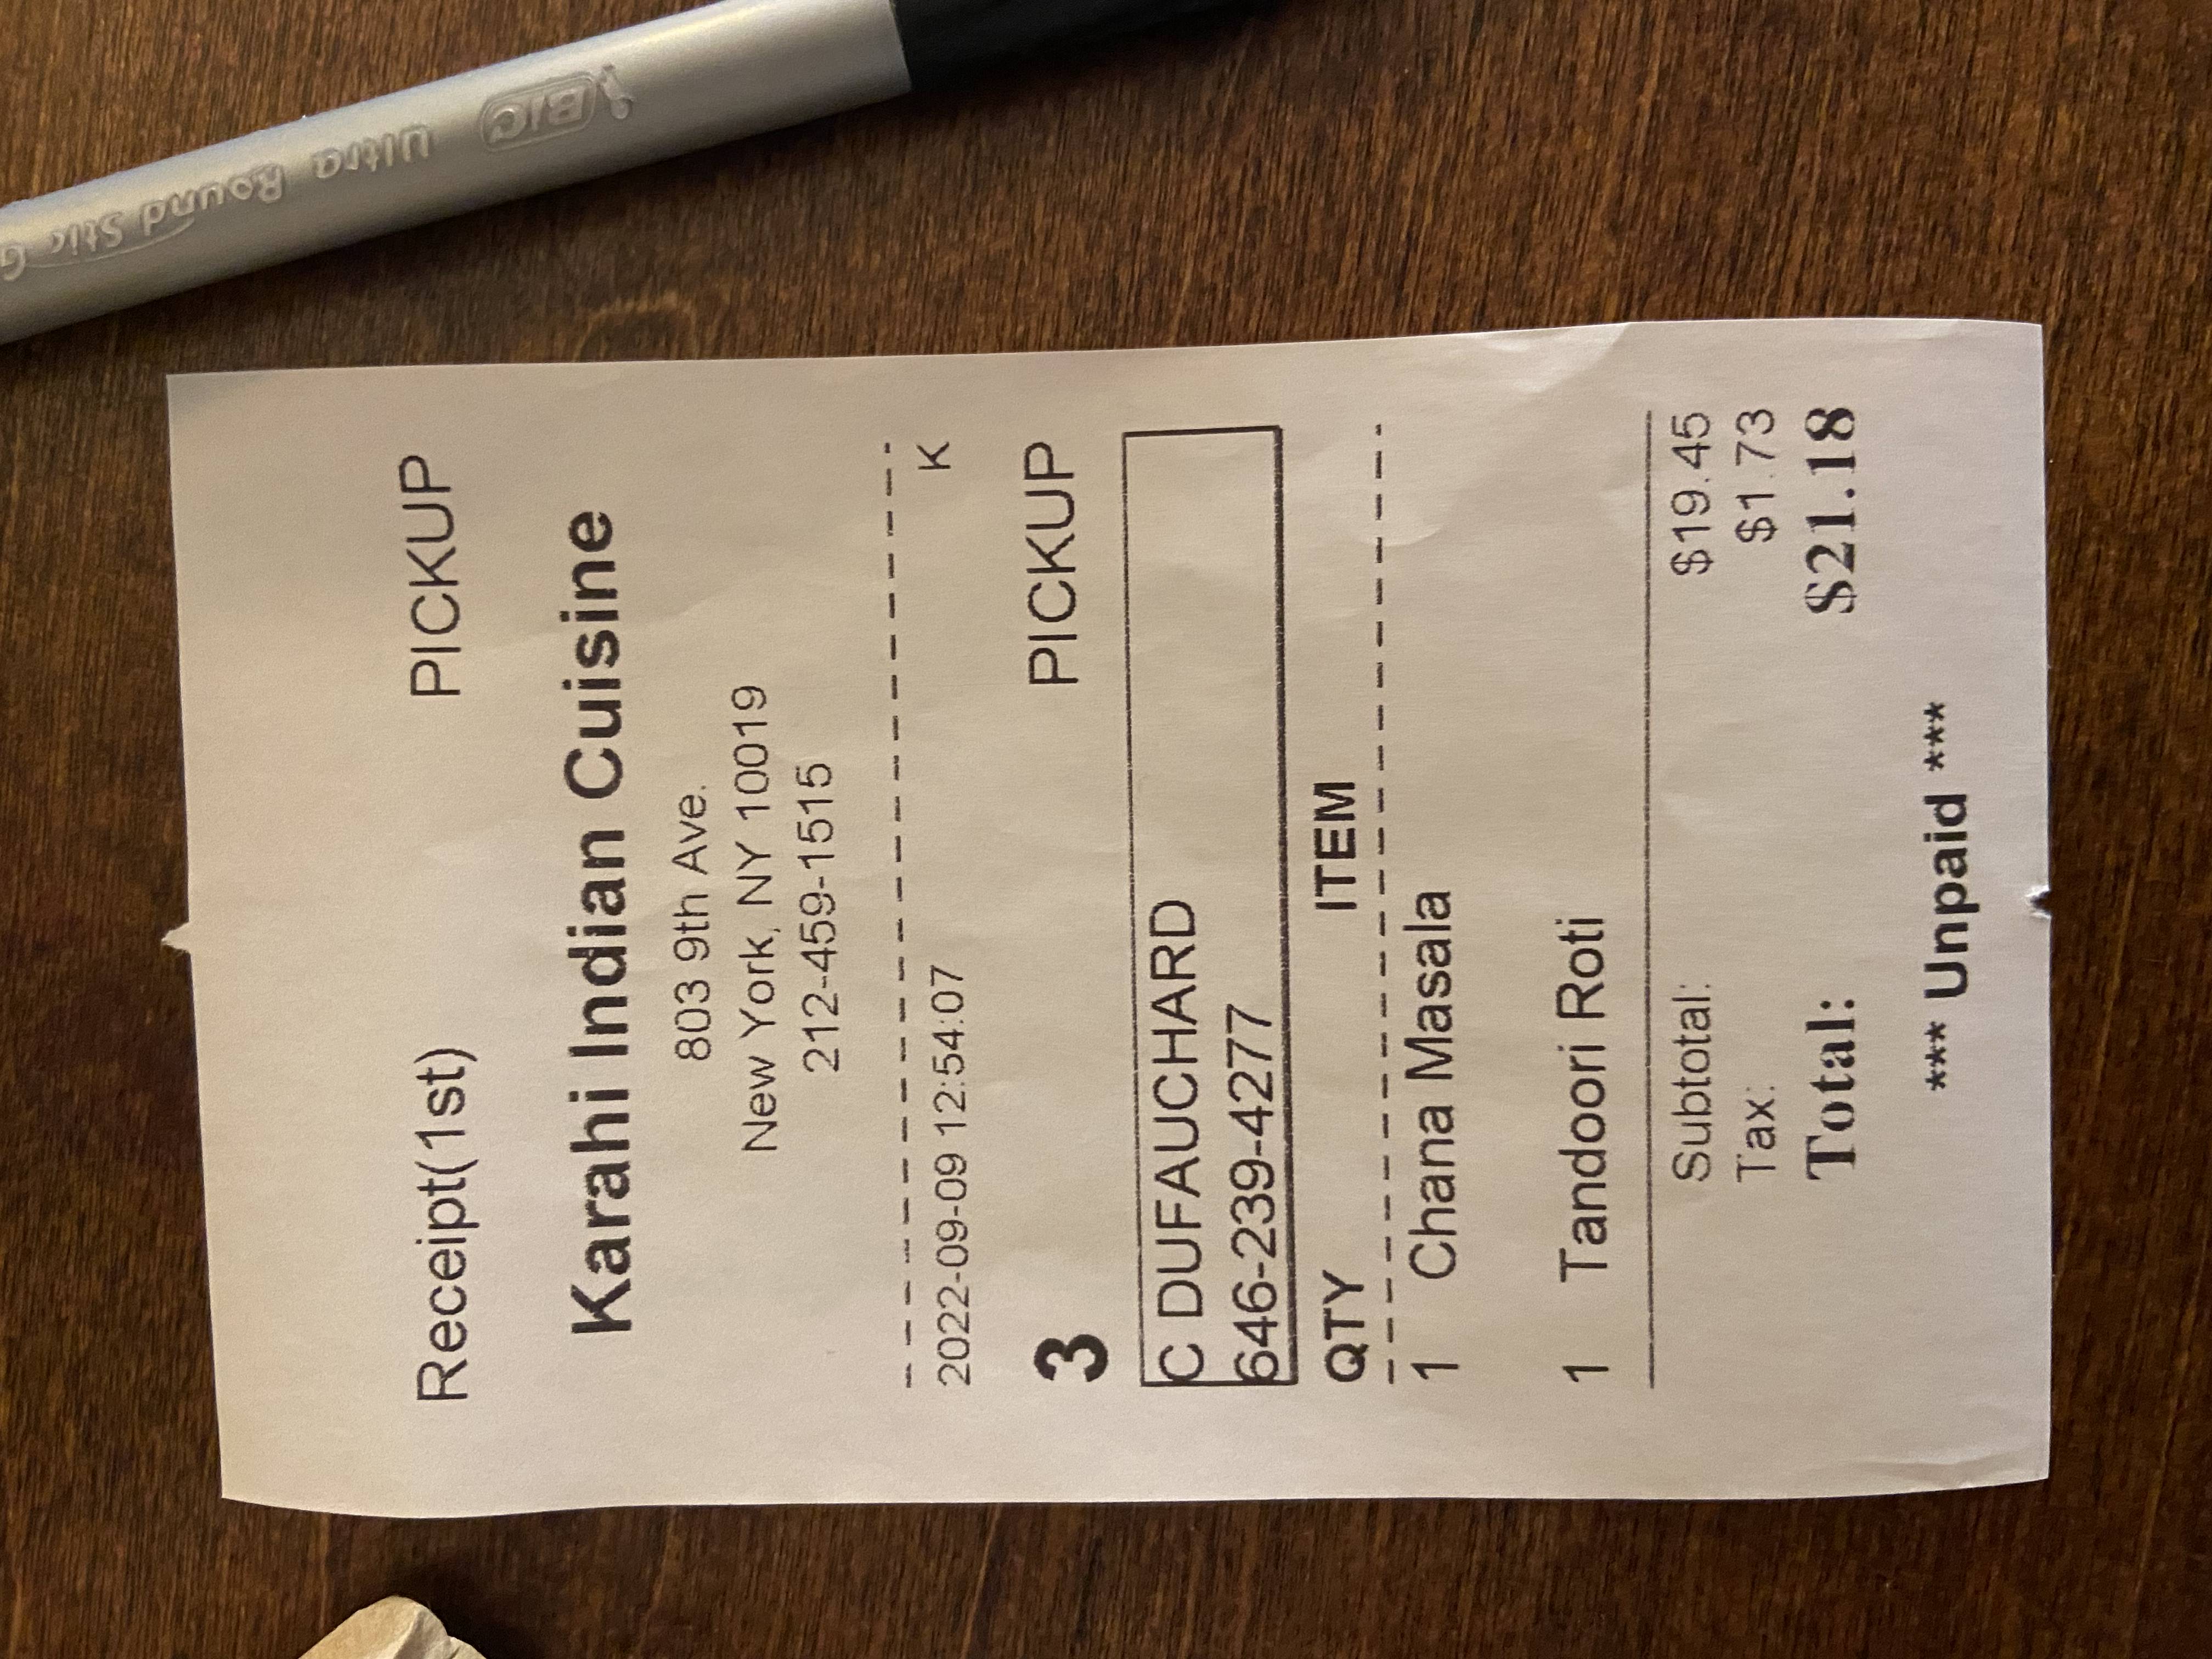 Receipt(1st) PICKUP
Karahi Indian Cuisine
803 9th Ave.
New York, NY 10019
212-459-1515
2022-09-09 12:54:07 K
3 PICKUP
C DUFAUCHARD
646-239-4277
QTY ITEM
1 Chana Masala
1 Tandoori Roti
Subtotal: $19.45
Tax: $1.73
Total: $21.18
*** Unpaid ***
BIC Ultra Round Stic G